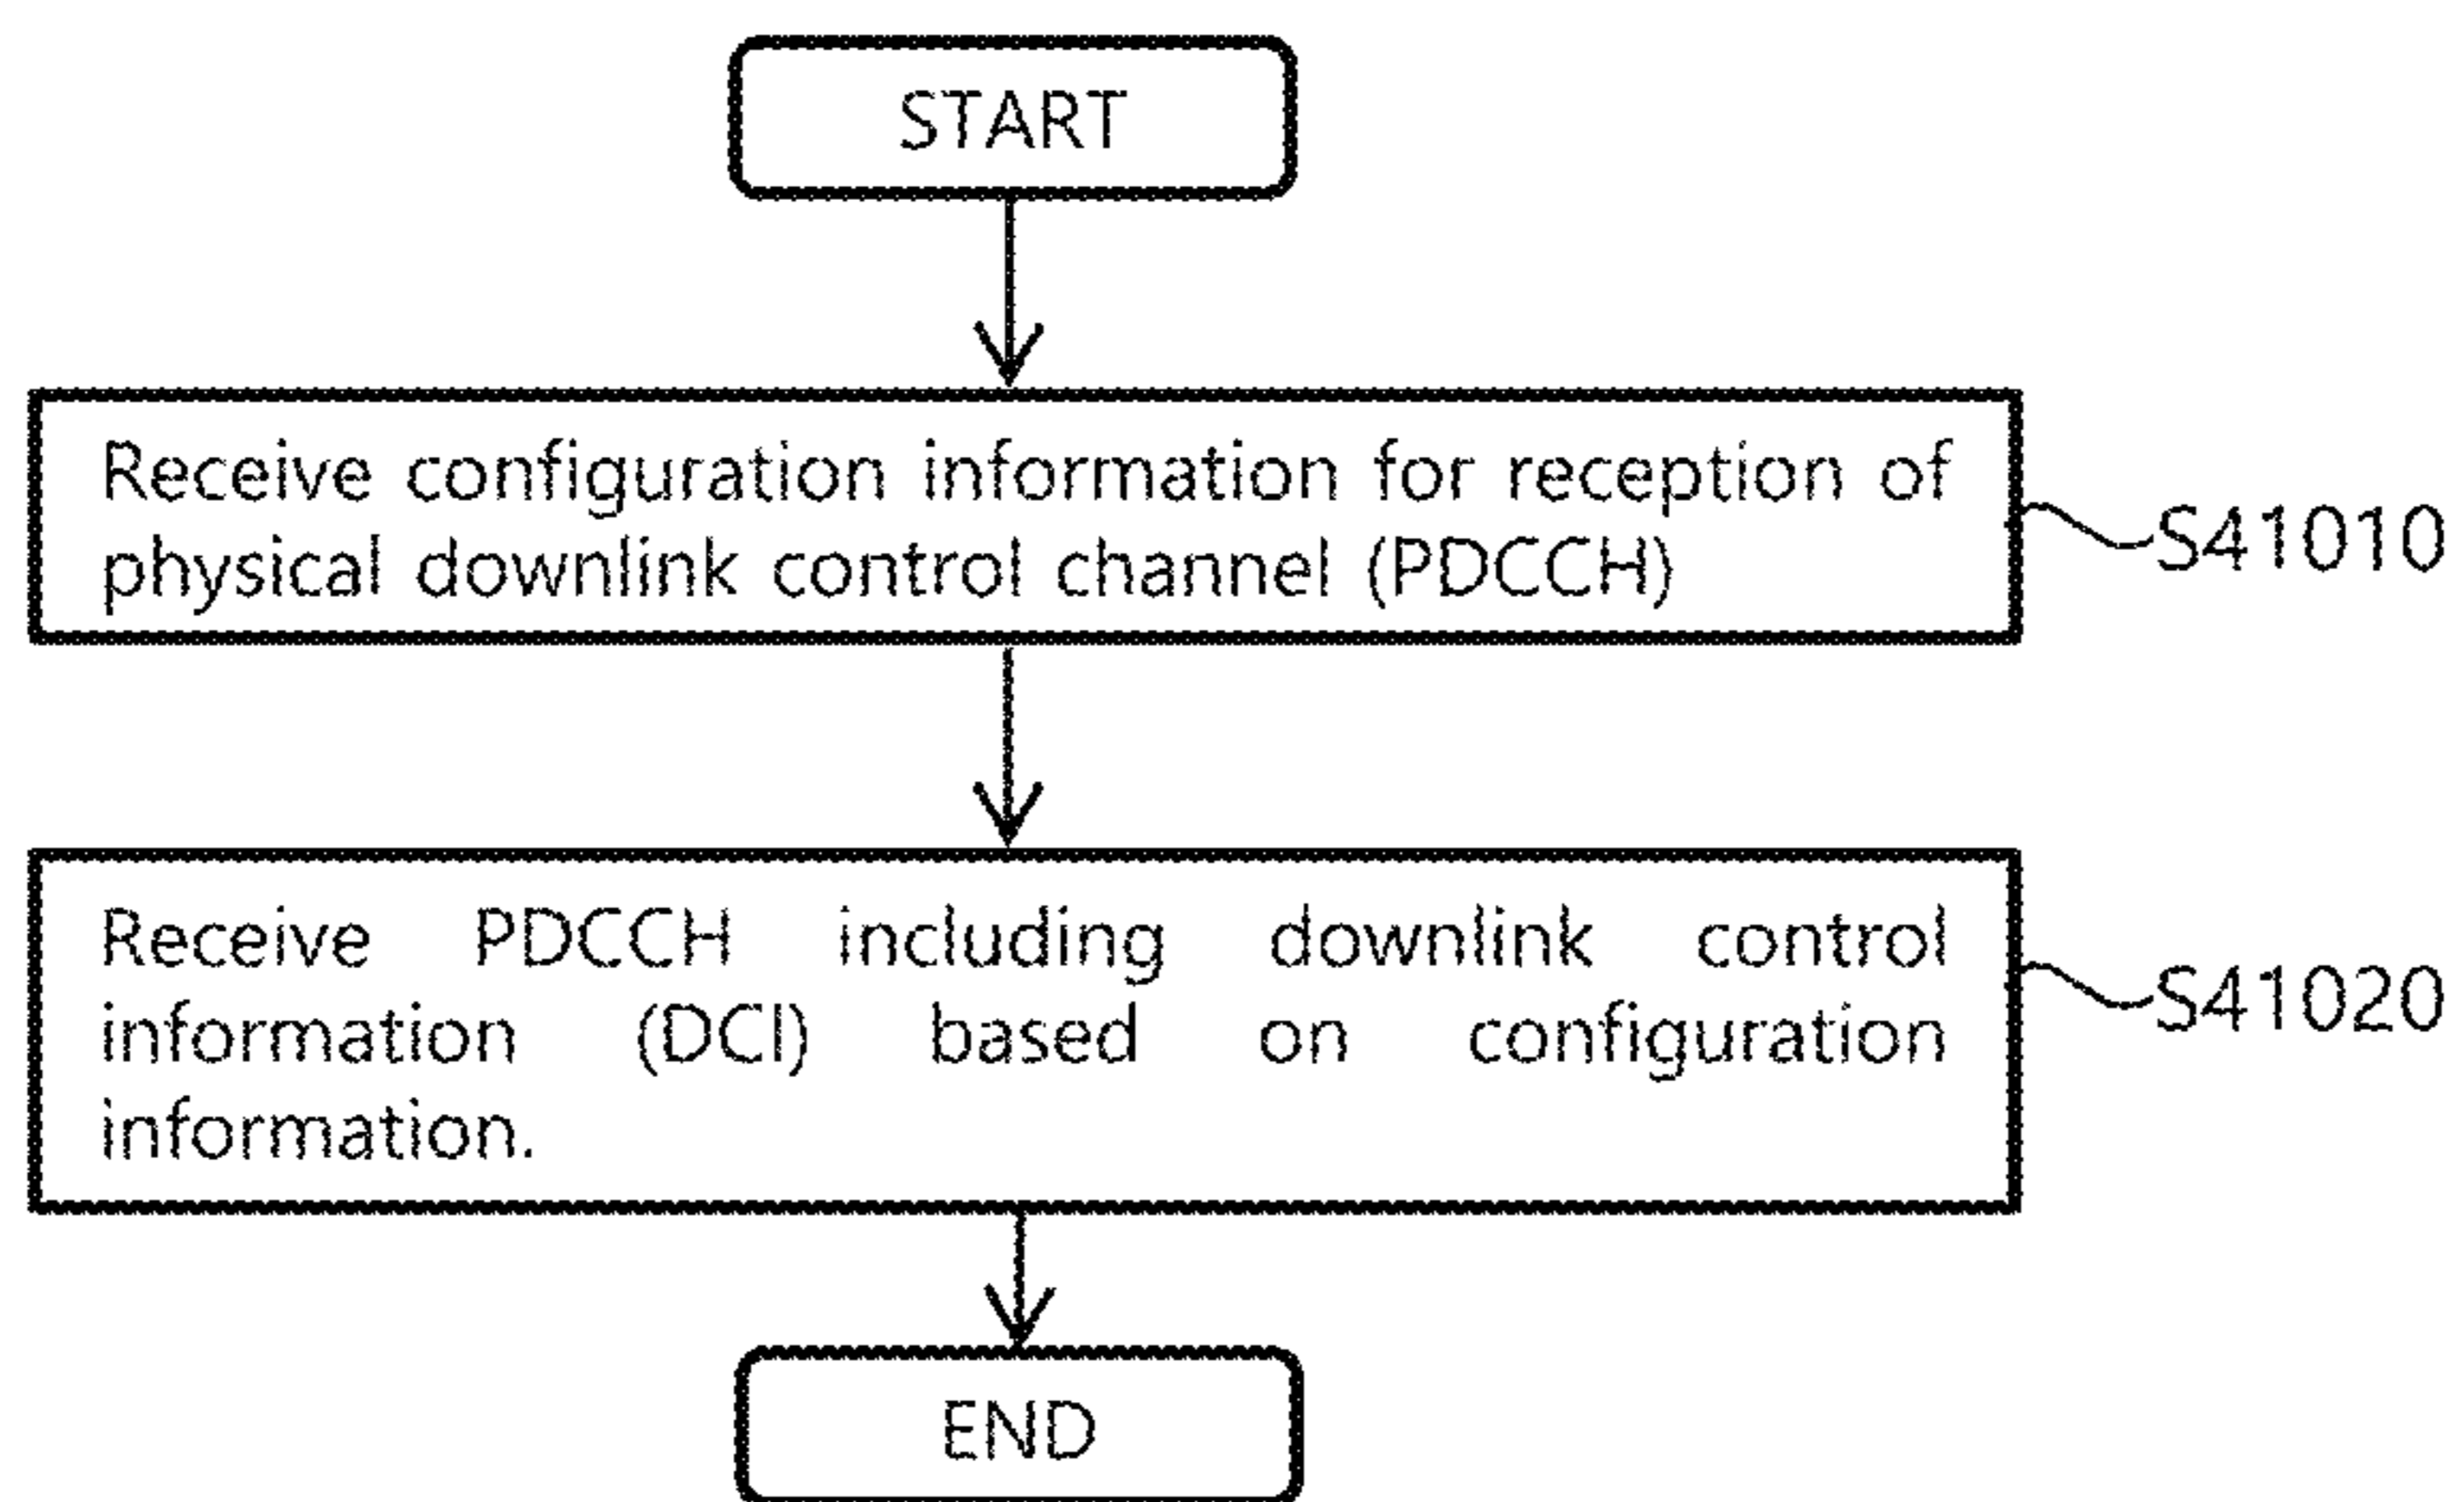 START
Receive configuration information for reception of
physical downlink control channel (PDCCH)
S41010
Receive PDCCH including downlink control
information (DCI) based on configuration
information.
S41020
END